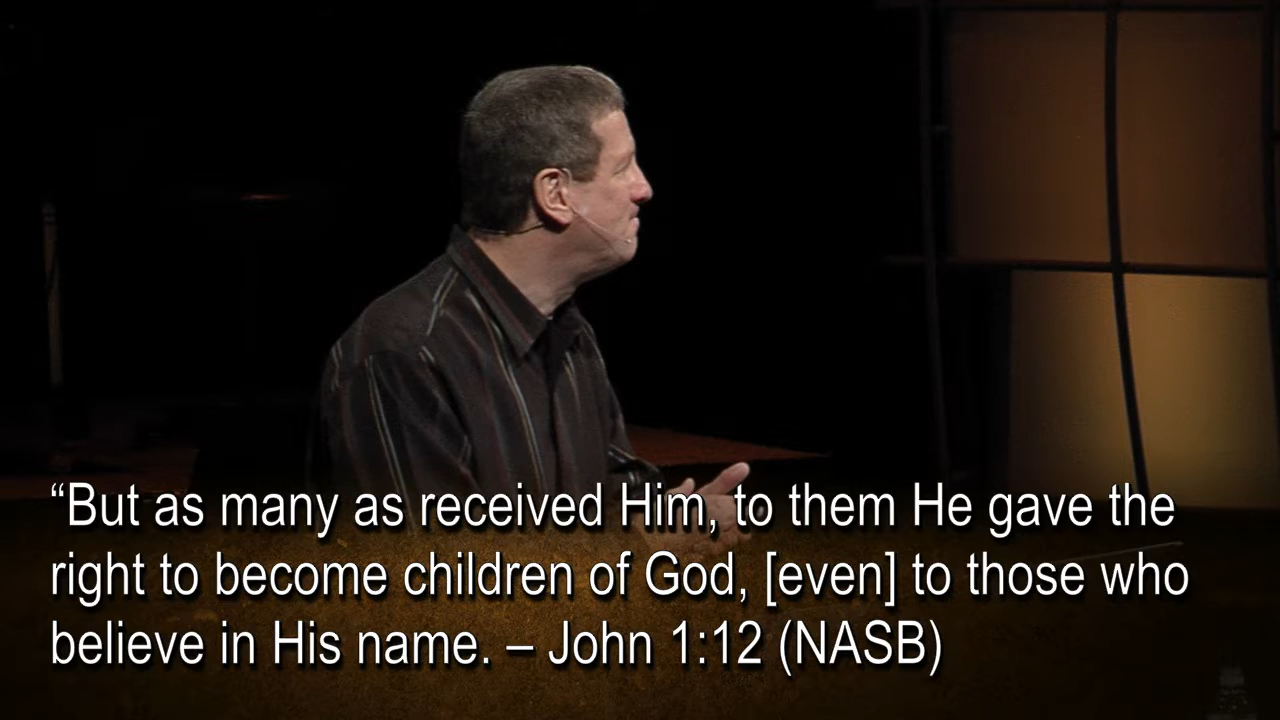 “But as many as received Him, to them He gave the
right to become children of God, [even] to those who
believe in His name. – John 1:12 (NASB)